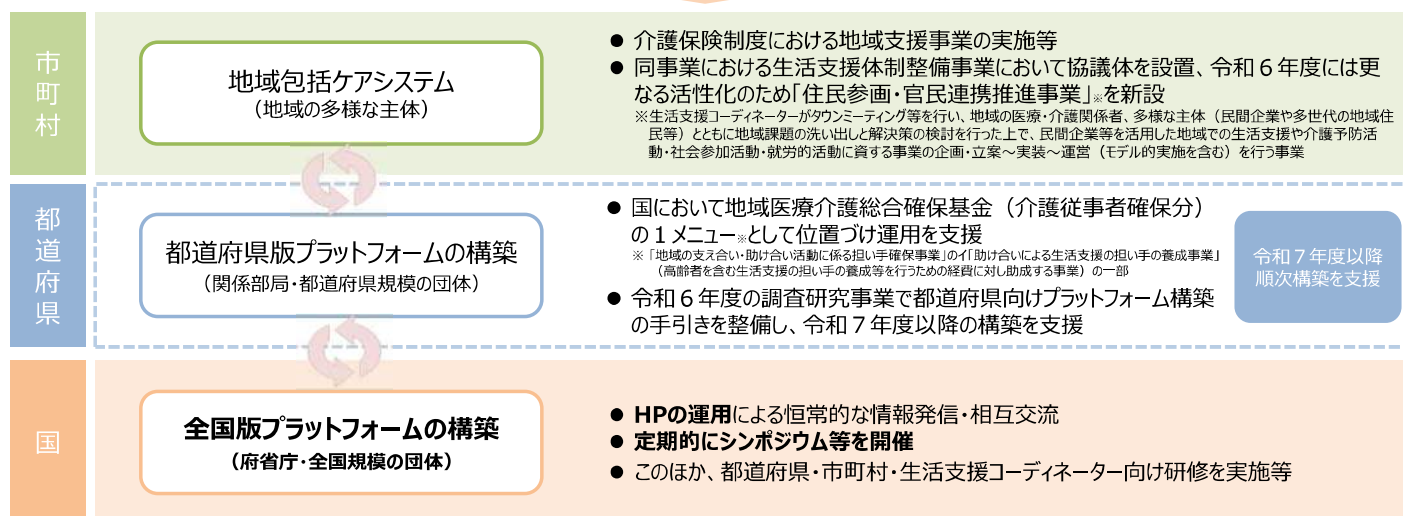 市町村
地域包括ケアシステム
（地域の多様な主体）
● 介護保険制度における地域支援事業の実施等
● 同事業における生活支援体制整備事業において協議体を設置、令和６年度には更
なる活性化のため「住民参画・官民連携推進事業」※を新設
※生活支援コーディネーターがタウンミーティング等を行い、地域の医療・介護関係者、多様な主体（民間企業や多世代の地域住
民等）とともに地域課題の洗い出しと解決策の検討を行った上で、民間企業等を活用した地域での生活支援や介護予防活
動・社会参加活動・就労的活動に資する事業の企画・立案～実装～運営（モデル的実施を含む）を行う事業
都道府県
都道府県版プラットフォームの構築
（関係部局・都道府県規模の団体）
● 国において地域医療介護総合確保基金（介護従事者確保分）
の１メニュー※として位置づけ運用を支援
※「地域の支え合い・助け合い活動に係る担い手確保事業」のイ「助け合いによる生活支援の担い手の養成事業」
（高齢者を含む生活支援の担い手の養成等を行うための経費に対し助成する事業）の一部
● 令和６年度の調査研究事業で都道府県向けプラットフォーム構築
の手引きを整備し、令和７年度以降の構築を支援
令和７年度以降
順次構築を支援
国
全国版プラットフォームの構築
（府省庁・全国規模の団体）
● HPの運用による恒常的な情報発信・相互交流
● 定期的にシンポジウム等を開催
● このほか、都道府県・市町村・生活支援コーディネーター向け研修を実施等